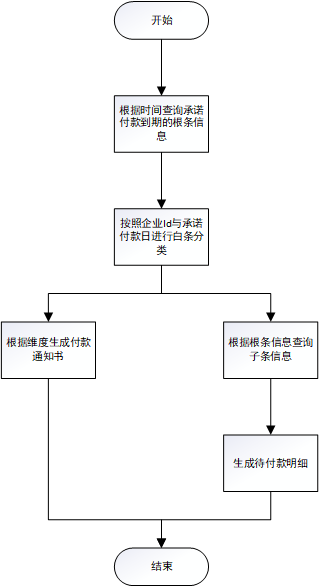 开始
根据时间查询承诺
付款到期的根条信
息
按照企业Id与承诺
付款日进行白条分
类
根据维度生成付款
通知书
根据根条信息查询
子条信息
生成待付款明细
结束